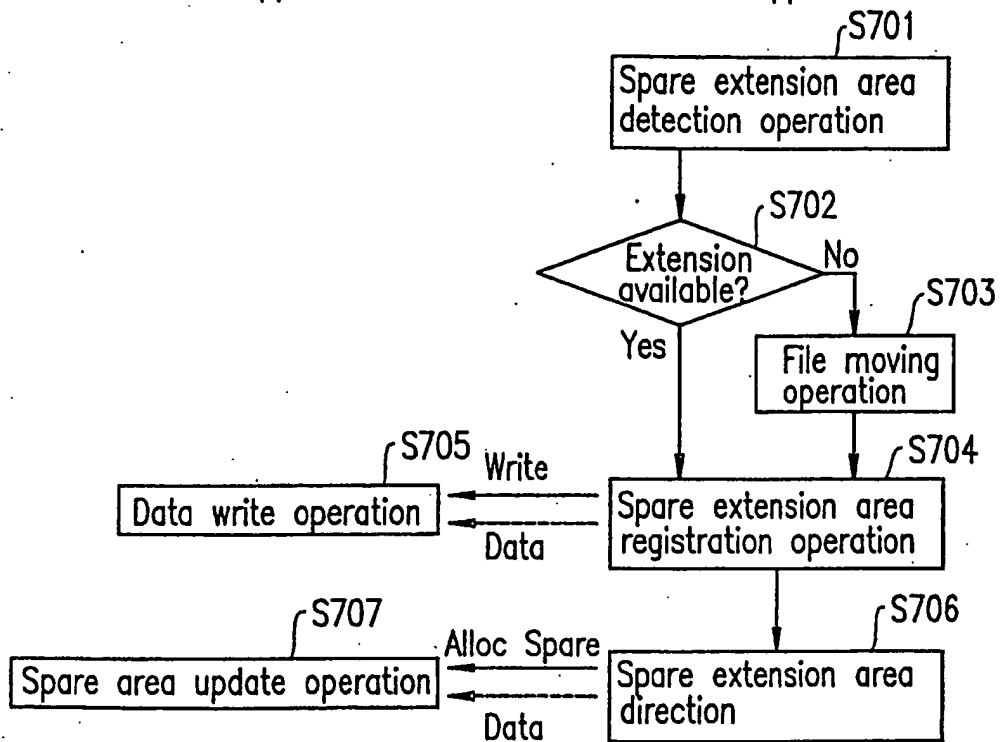 S701
Spare extension area
detection operation
S702
Extension
available?
No
S703
Yes
File moving
operation
S705
Write
S704
Data write operation
Spare extension area
registration operation
Data
S707
S706
Alloc Spare
Spare area update operation
Spare extension area
direction
Data